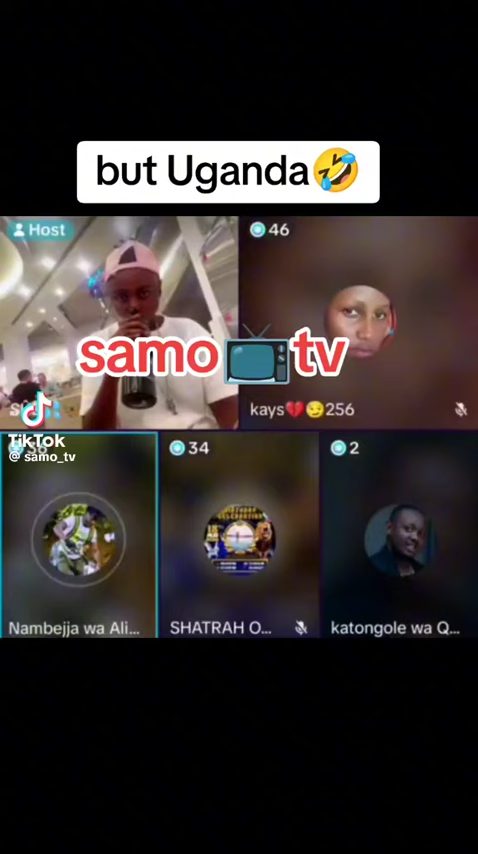 but Uganda🤣
Host
46
samo📺tv
kays💔😏256
TikTok
@ samo_tv
34
2
Nambejja wa Ali...
SHATRAH O...
katongole wa Q...